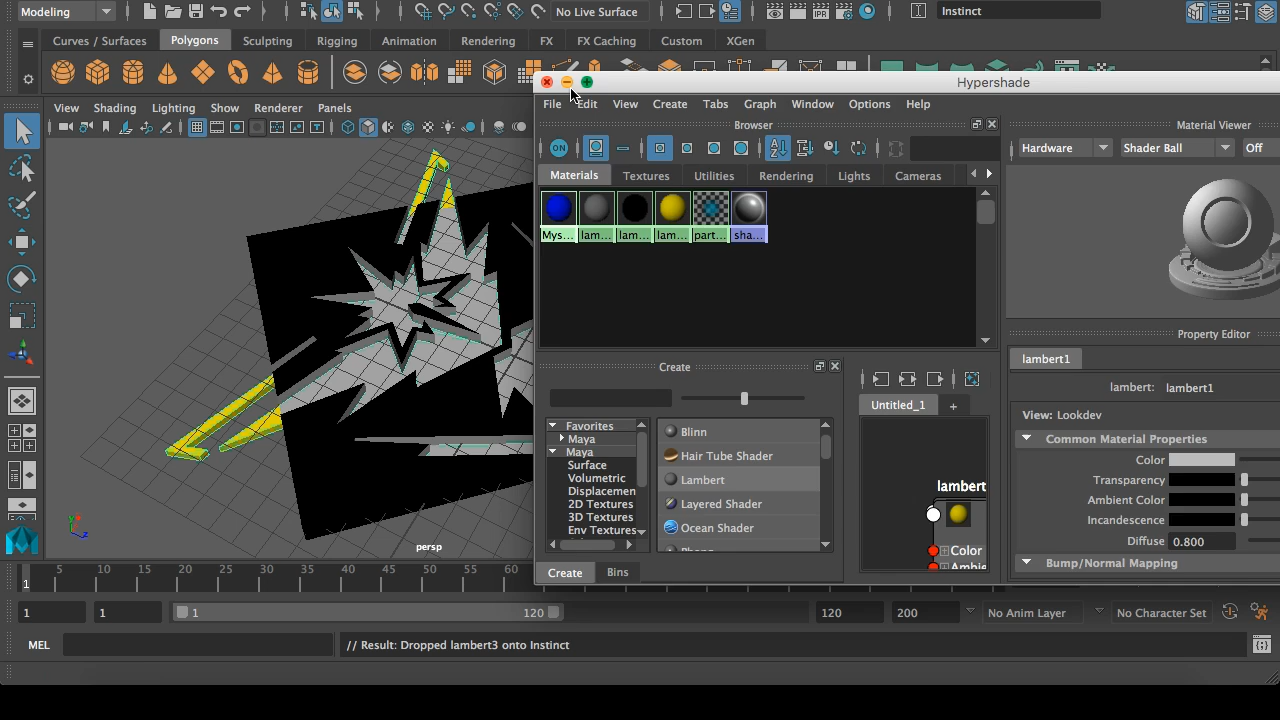 Modeling
No Live Surface
Instinct
Curves / Surfaces Polygons Sculpting Rigging Animation Rendering FX FX Caching Custom XGen
View Shading Lighting Show Renderer Panels
Hypershade
File Edit View Create Tabs Graph Window Options Help
Browser
ON
Materials Textures Utilities Rendering Lights Cameras
Mys... lam... lam... lam... part... sha...
Material Viewer
Hardware Shader Ball Off
Create
Favorites
Maya
Maya
Surface
Volumetric
Displacemen
2D Textures
3D Textures
Env Textures
Blinn
Hair Tube Shader
Lambert
Layered Shader
Ocean Shader
Create Bins
Untitled_1 +
lambert
Color
Property Editor
lambert1
lambert: lambert1
View: Lookdev
Common Material Properties
Color
Transparency
Ambient Color
Incandescence
Diffuse 0.800
Bump/Normal Mapping
persp
1 5 10 15 20 25 30 35 40 45 50 55 60
1 1 1 120 120 200 No Anim Layer No Character Set
MEL // Result: Dropped lambert3 onto Instinct